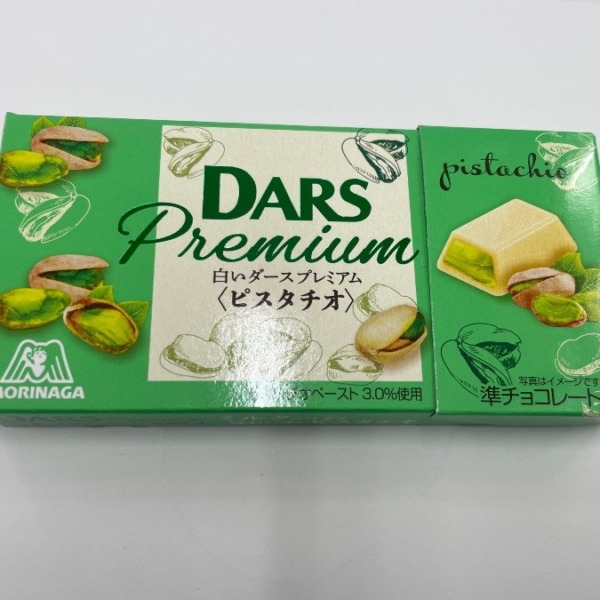 DARS
Premium
白いダースプレミアム
〈ピスタチオ〉
ペースト 3.0%使用
MORINAGA
pistachio
写真はイメージです
準チョコレート